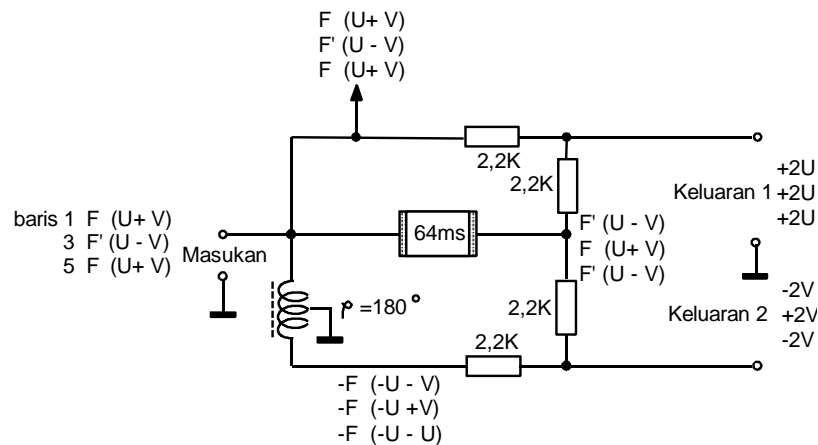 F (U+ V)
F' (U - V)
F (U+ V)
2,2K
2,2K
+2U
Keluaran 1 +2U
+2U
baris 1 F (U+ V)
3 F' (U - V)
5 F (U+ V)
Masukan
64ms
F' (U - V)
F (U+ V)
F' (U - V)
=180°
2,2K
2,2K
-2V
Keluaran 2 +2V
-2V
-F (-U - V)
-F (-U +V)
-F (-U - U)